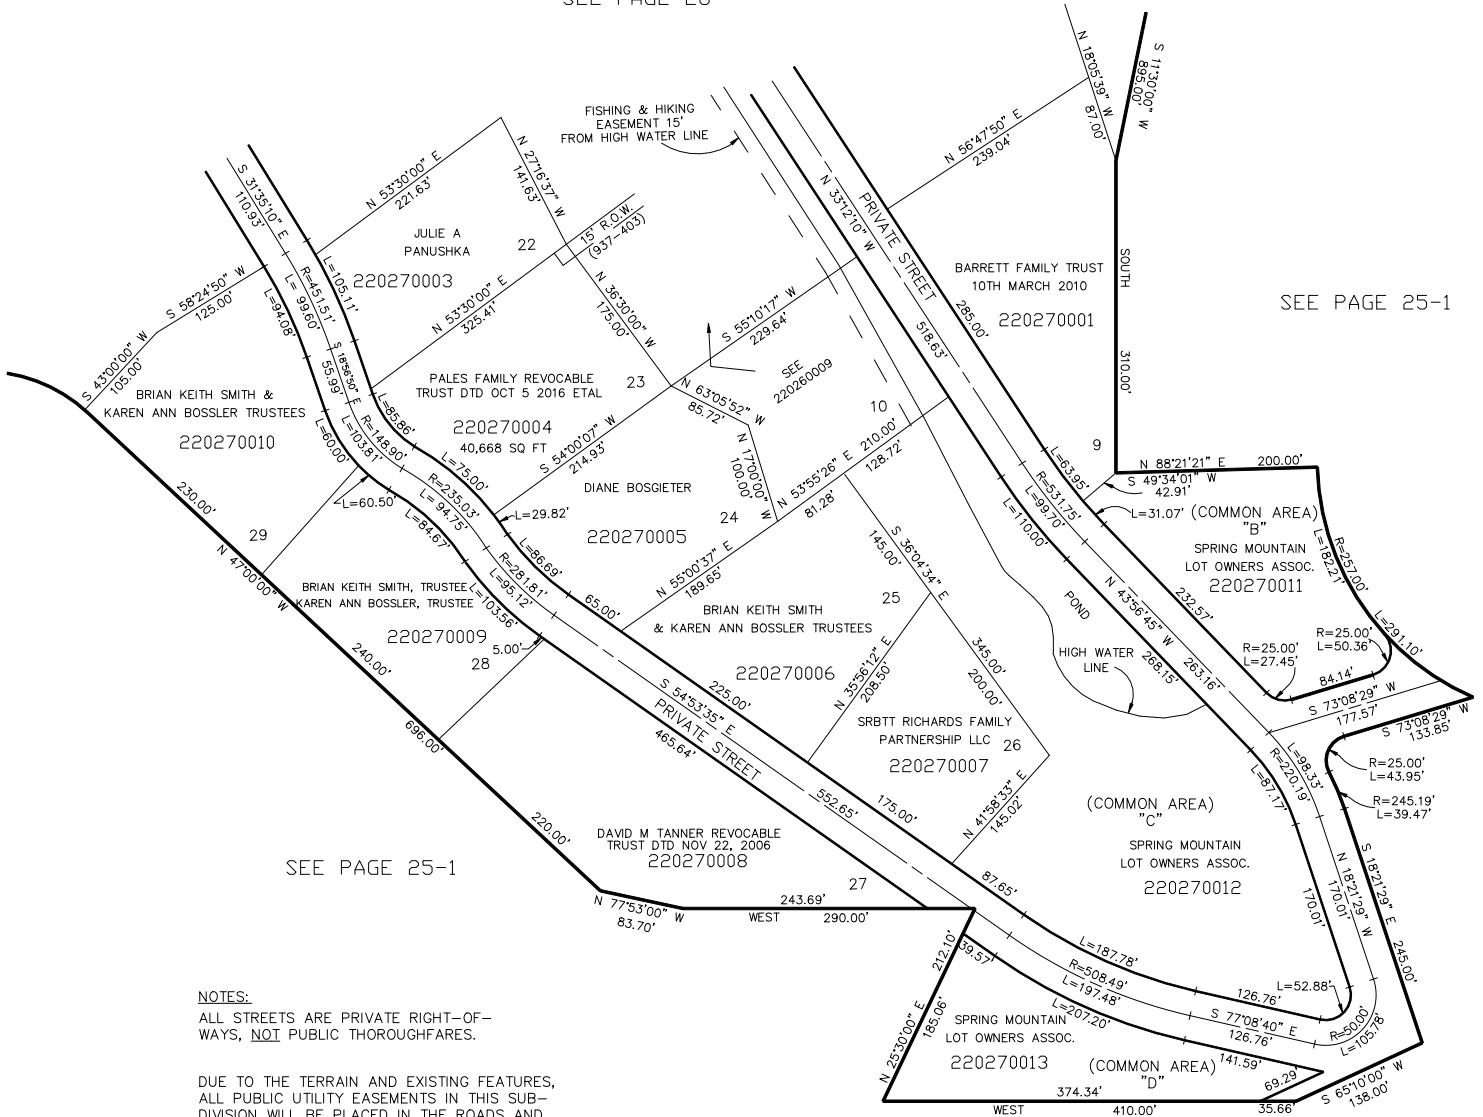 SEE PAGE 26
FISHING & HIKING
EASEMENT 15'
FROM HIGH WATER LINE
N 18°05'39" W
87.00'
S 11°30'00" W
895.00'
N 56°47'50" E
239.04'
S 31°35'10" E
110.93'
N 53°30'00" E
221.63'
N 27°16'37" W
141.63'
15' R.O.W.
(937-403)
JULIE A
PANUSHKA
22
220270003
L=105.11'
R=451.51'
L= 99.60'
L=94.08'
S 58°24'50" W
125.00'
S 43°00'00" W
105.00'
N 53°30'00" E
325.41'
N 36°30'00" W
175.00'
N 33°12'10" W
518.63'
PRIVATE STREET
285.00'
BARRETT FAMILY TRUST
10TH MARCH 2010
220270001
SOUTH
310.00'
9
SEE PAGE 25-1
S 55°10'17" W
229.64'
SEE
220260009
10
BRIAN KEITH SMITH &
KAREN ANN BOSSLER TRUSTEES
220270010
S 18°56'50" E
55.99'
L=60.00'
L=103.81'
R=148.90'
L=85.86'
PALES FAMILY REVOCABLE
TRUST DTD OCT 5 2016 ETAL
23
220270004
40,668 SQ FT
L=75.00'
N 63°05'52" W
85.72'
N 17°00'00" W
100.00'
S 54°00'07" W
214.93'
N 53°55'26" E 210.00'
128.72'
81.28'
L=63.95'
N 88°21'21" E 200.00'
S 49°34'01" W
42.91'
R=531.75'
L=99.70'
L=31.07'
L=110.00'
(COMMON AREA)
"B"
SPRING MOUNTAIN
LOT OWNERS ASSOC.
220270011
R=257.00'
L=182.21'
L=291.10'
230.00'
29
L=60.50'
R=235.03'
L= 94.75'
L=84.67'
L=29.82'
DIANE BOSGIETER
24
220270005
L=86.69'
N 47°00'00" W
BRIAN KEITH SMITH, TRUSTEE
KAREN ANN BOSSLER, TRUSTEE
220270009
28
L=103.56'
R=281.81'
L=95.12'
5.00'
65.00'
N 55°00'37" E
189.65'
S 36°04'34" E
145.00'
345.00'
200.00'
25
BRIAN KEITH SMITH
& KAREN ANN BOSSLER TRUSTEES
220270006
POND
HIGH WATER
LINE
N 43°56'45" W
263.16'
268.15'
232.57'
R=25.00'
L=27.45'
R=25.00'
L=50.36'
84.14'
S 73°08'29" W
177.57'
S 73°08'29" W
133.85'
240.00'
696.00'
220.00'
S 54°53'35" E
PRIVATE STREET
465.64'
552.65'
225.00'
N 35°56'12" E
208.50'
SRBTT RICHARDS FAMILY
PARTNERSHIP LLC
26
220270007
175.00'
N 41°58'33" E
145.02'
L=98.33'
R=220.19'
L=87.17'
R=25.00'
L=43.95'
R=245.19'
L=39.47'
(COMMON AREA)
"C"
SPRING MOUNTAIN
LOT OWNERS ASSOC.
220270012
N 18°21'29" W
170.01'
170.01'
S 18°21'29" E
245.00'
DAVID M TANNER REVOCABLE
TRUST DTD NOV 22, 2006
220270008
27
SEE PAGE 25-1
N 77°53'00" W
83.70'
243.69'
WEST 290.00'
87.65'
212.10'
39.57'
L=187.78'
R=508.49'
L=197.48'
L=207.20'
126.76'
S 77°08'40" E
126.76'
141.59'
L=52.88'
R=50.00'
L=105.78'
N 25°30'00" E
185.06'
SPRING MOUNTAIN
LOT OWNERS ASSOC.
220270013
(COMMON AREA)
"D"
69.29'
S 65°10'00" W
138.00'
374.34'
WEST 410.00'
35.66'
NOTES:
ALL STREETS ARE PRIVATE RIGHT-OF-
WAYS, NOT PUBLIC THOROUGHFARES.
DUE TO THE TERRAIN AND EXISTING FEATURES,
ALL PUBLIC UTILITY EASEMENTS IN THIS SUB-
DIVISION WILL BE PLACED IN THE ROADS AND